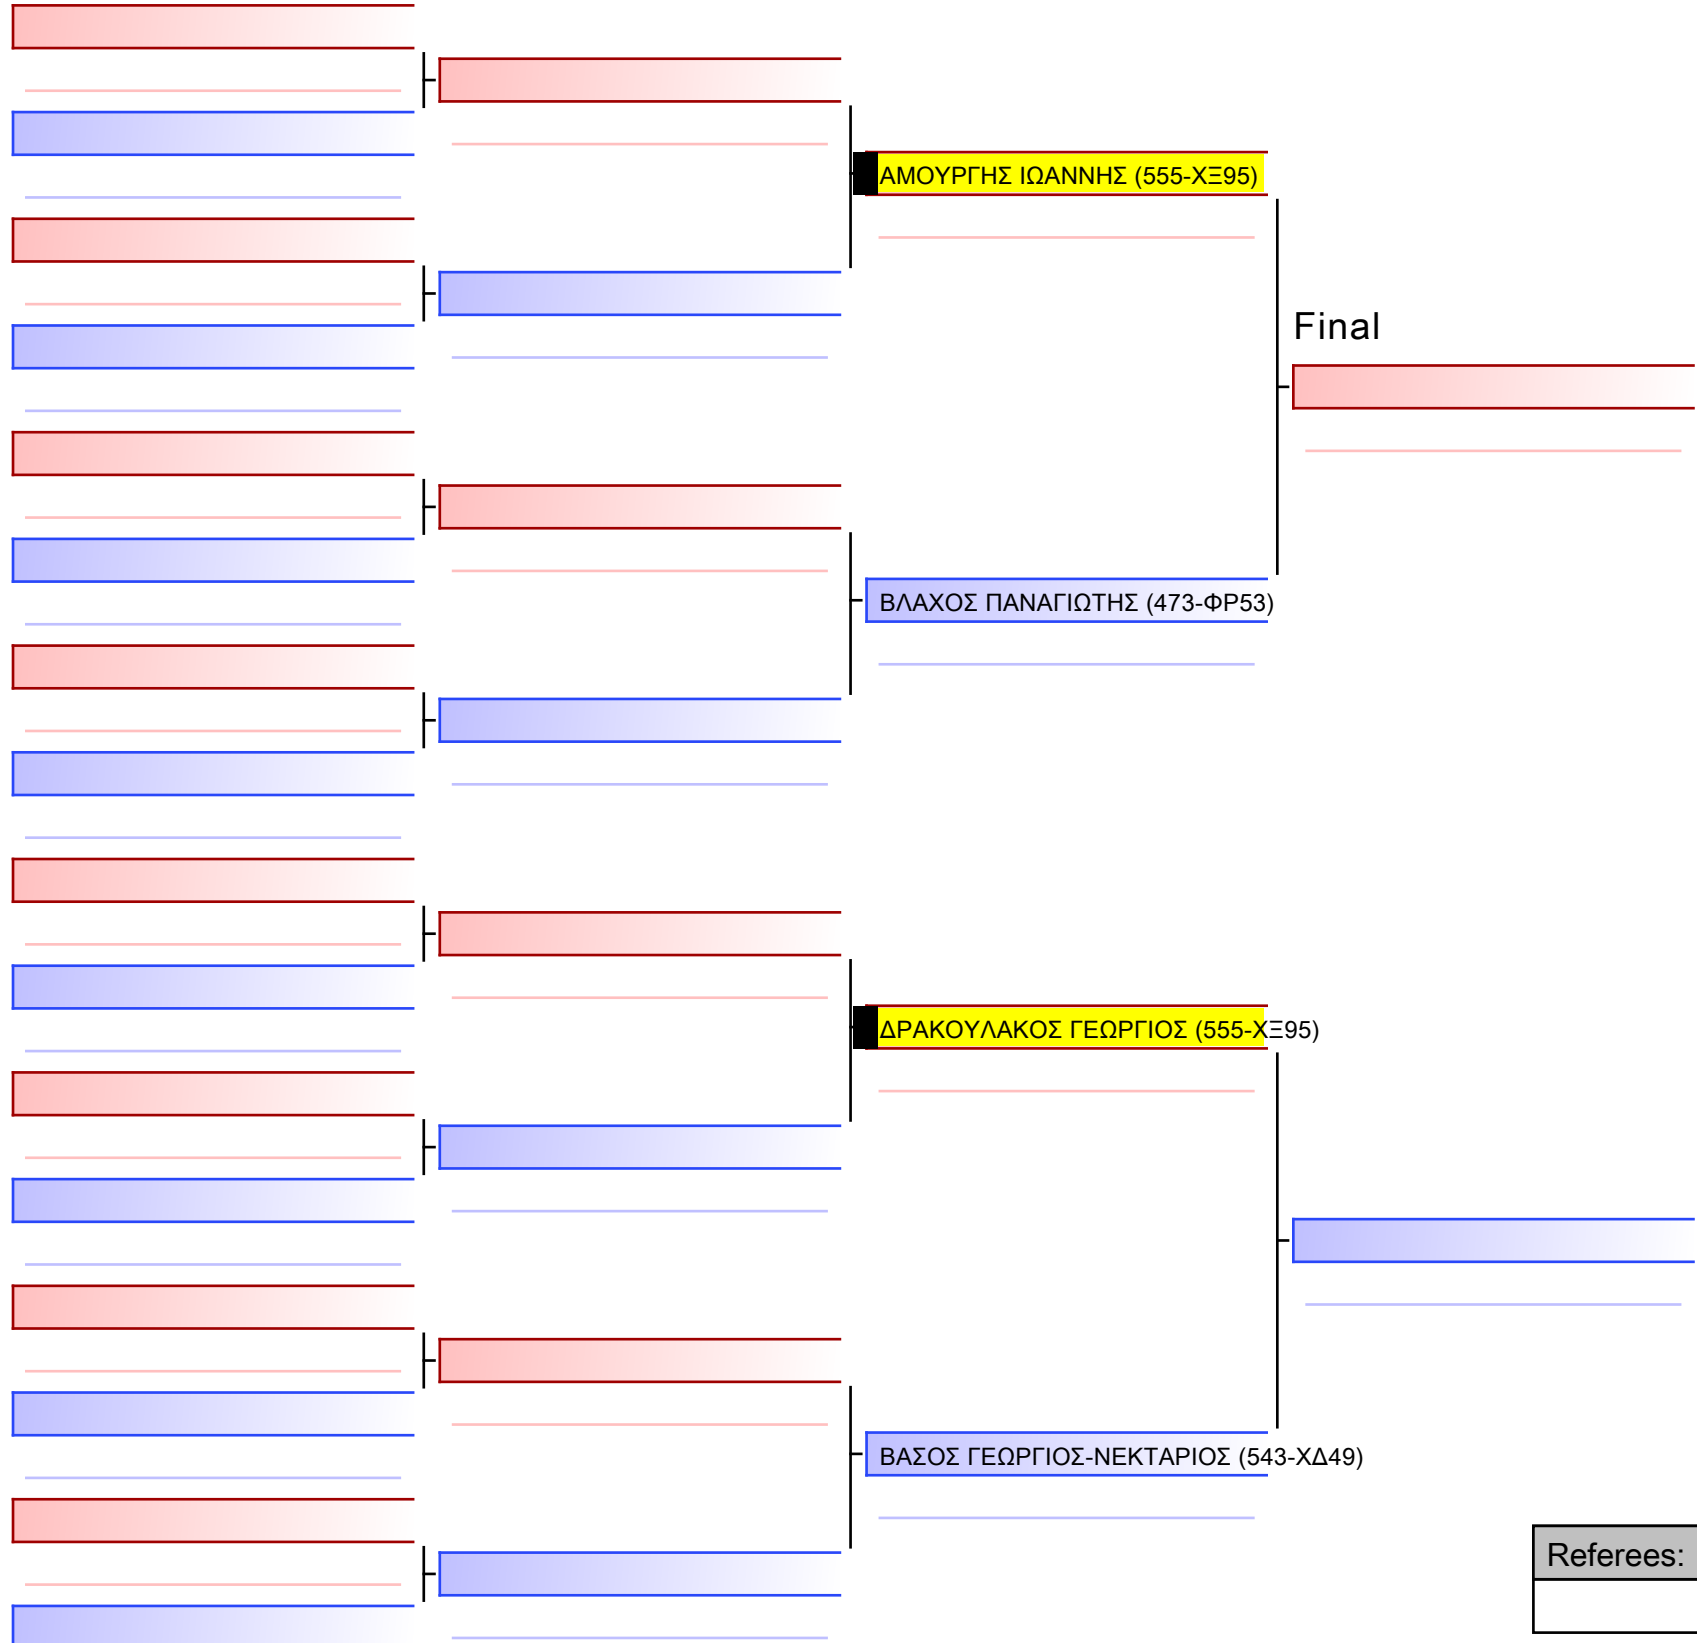 ΑΜΟΥΡΓΗΣ ΙΩΑΝΝΗΣ (555-ΧΞ95)
Final
ΒΛΑΧΟΣ ΠΑΝΑΓΙΩΤΗΣ (473-ΦΡ53)
ΔΡΑΚΟΥΛΑΚΟΣ ΓΕΩΡΓΙΟΣ (555-ΧΞ95)
ΒΑΣΟΣ ΓΕΩΡΓΙΟΣ-ΝΕΚΤΑΡΙΟΣ (543-ΧΔ49)
Referees: